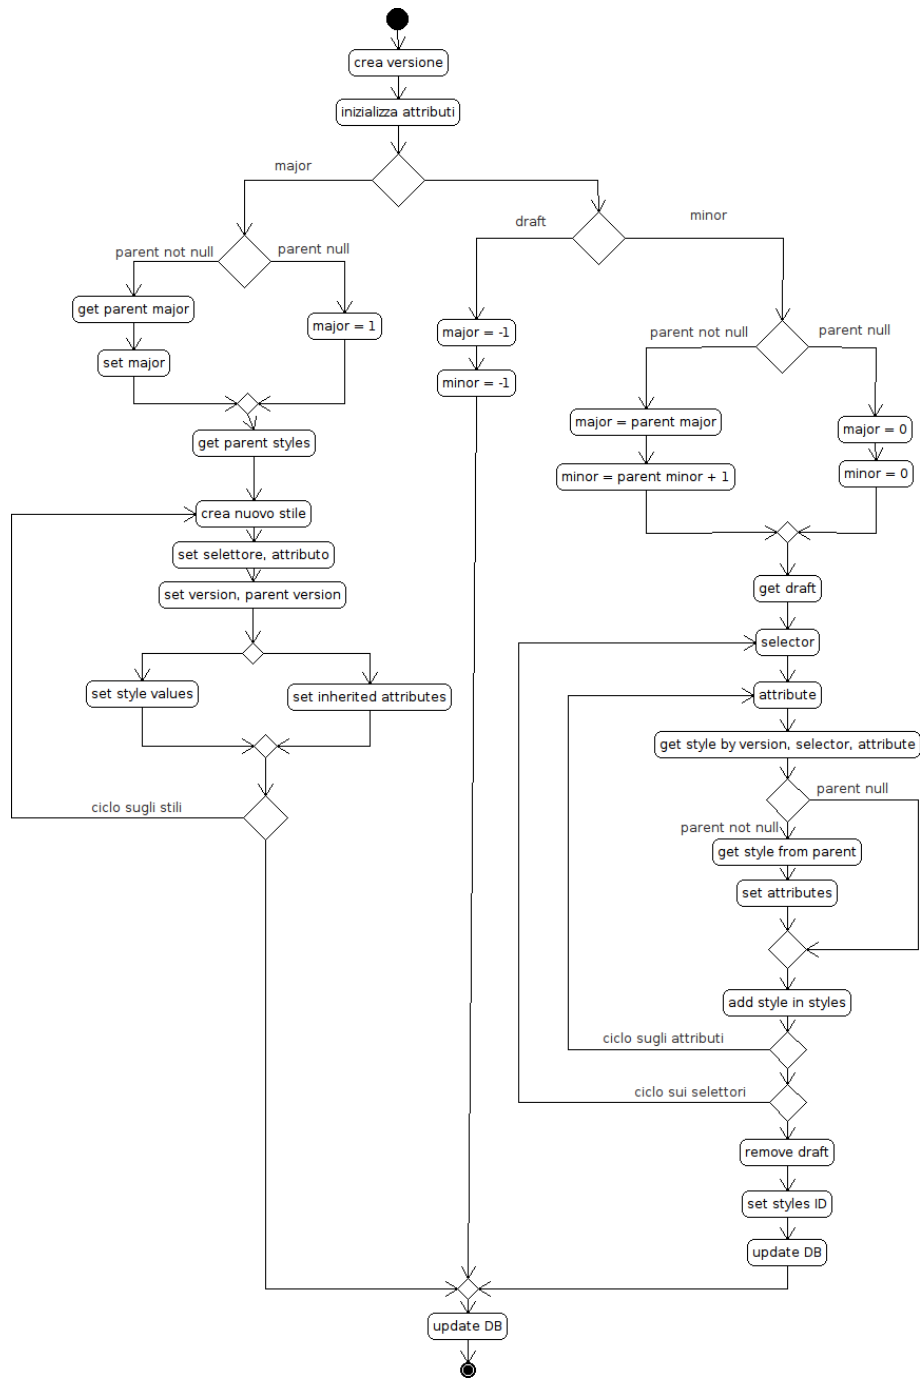 crea versione
inizializza attributi
major
draft
minor
parent not null
parent null
get parent major
major = 1
set major
get parent styles
crea nuovo stile
set selettore, attributo
set version, parent version
set style values
set inherited attributes
ciclo sugli stili
major = -1
minor = -1
parent not null
parent null
major = parent major
major = 0
minor = parent minor + 1
minor = 0
get draft
selector
attribute
get style by version, selector, attribute
parent null
parent not null
get style from parent
set attributes
add style in styles
ciclo sugli attributi
ciclo sui selettori
remove draft
set styles ID
update DB
update DB